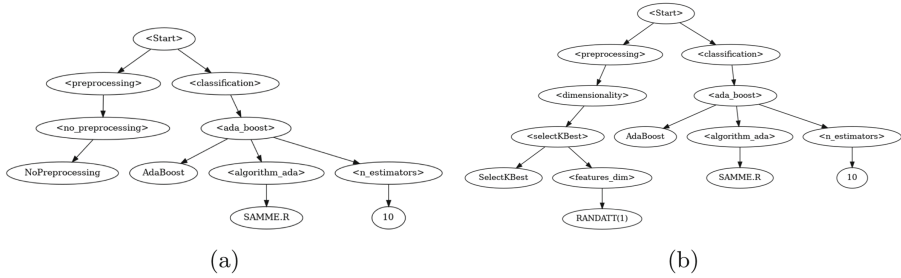 <Start>
<preprocessing> <classification>
<no_preprocessing> <ada_boost>
NoPreprocessing AdaBoost <algorithm_ada> <n_estimators>
SAMME.R 10
(a)
<Start>
<preprocessing> <classification>
<dimensionality> <ada_boost>
<selectKBest> AdaBoost <algorithm_ada> <n_estimators>
SelectKBest <features_dim> SAMME.R 10
RANDATT(1)
(b)